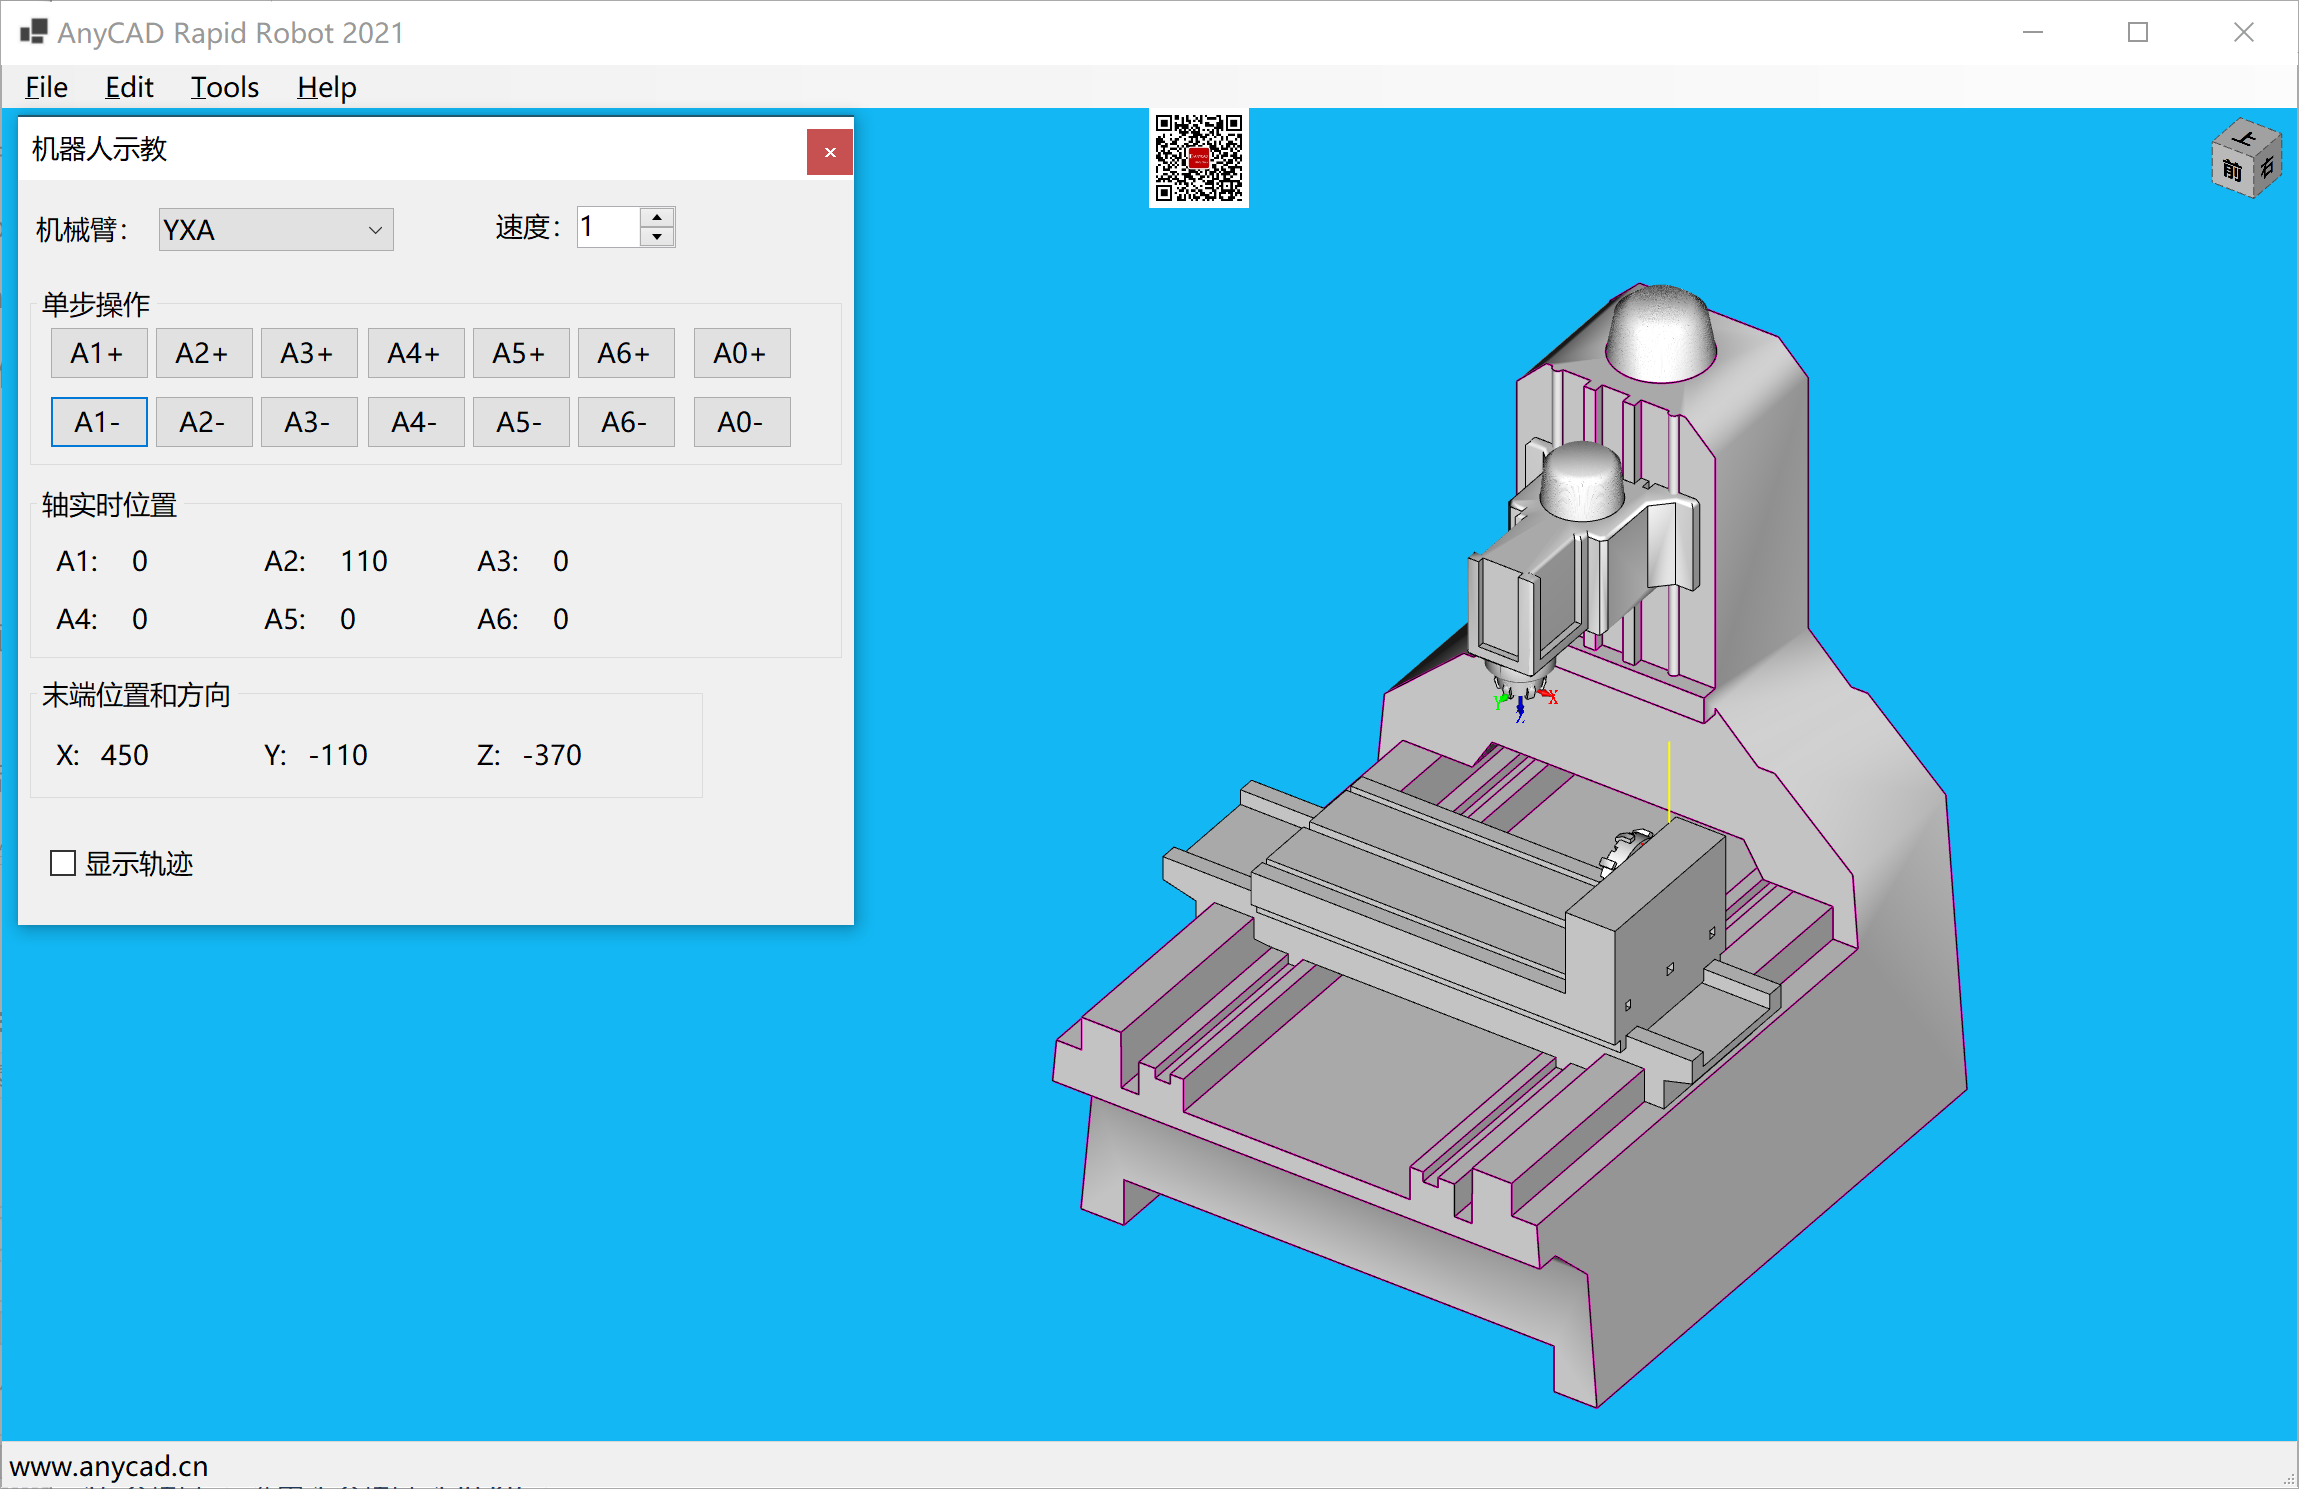 AnyCAD Rapid Robot 2021
File Edit Tools Help
机器人示教
机械臂: YXA 速度: 1
单步操作
A1+ A2+ A3+ A4+ A5+ A6+ A0+
A1- A2- A3- A4- A5- A6- A0-
轴实时位置
A1: 0 A2: 110 A3: 0
A4: 0 A5: 0 A6: 0
末端位置和方向
X: 450 Y: -110 Z: -370
显示轨迹
上
前 右
Y X
Z
www.anycad.cn